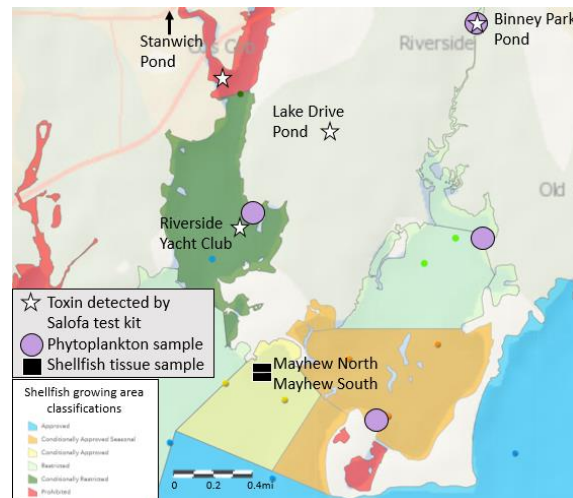 Stanwich
Pond
Cos Cob
Riverside
Binney Park
Pond
Lake Drive
Pond
Old
Riverside
Yacht Club
Toxin detected by
Salofa test kit
Phytoplankton sample
Shellfish tissue sample
Mayhew North
Mayhew South
Shellfish growing area
classifications
Approved
Conditionally Approved Seasonal
Conditionally Approved
Restricted
Conditionally Restricted
Prohibited
0 0.2 0.4mi